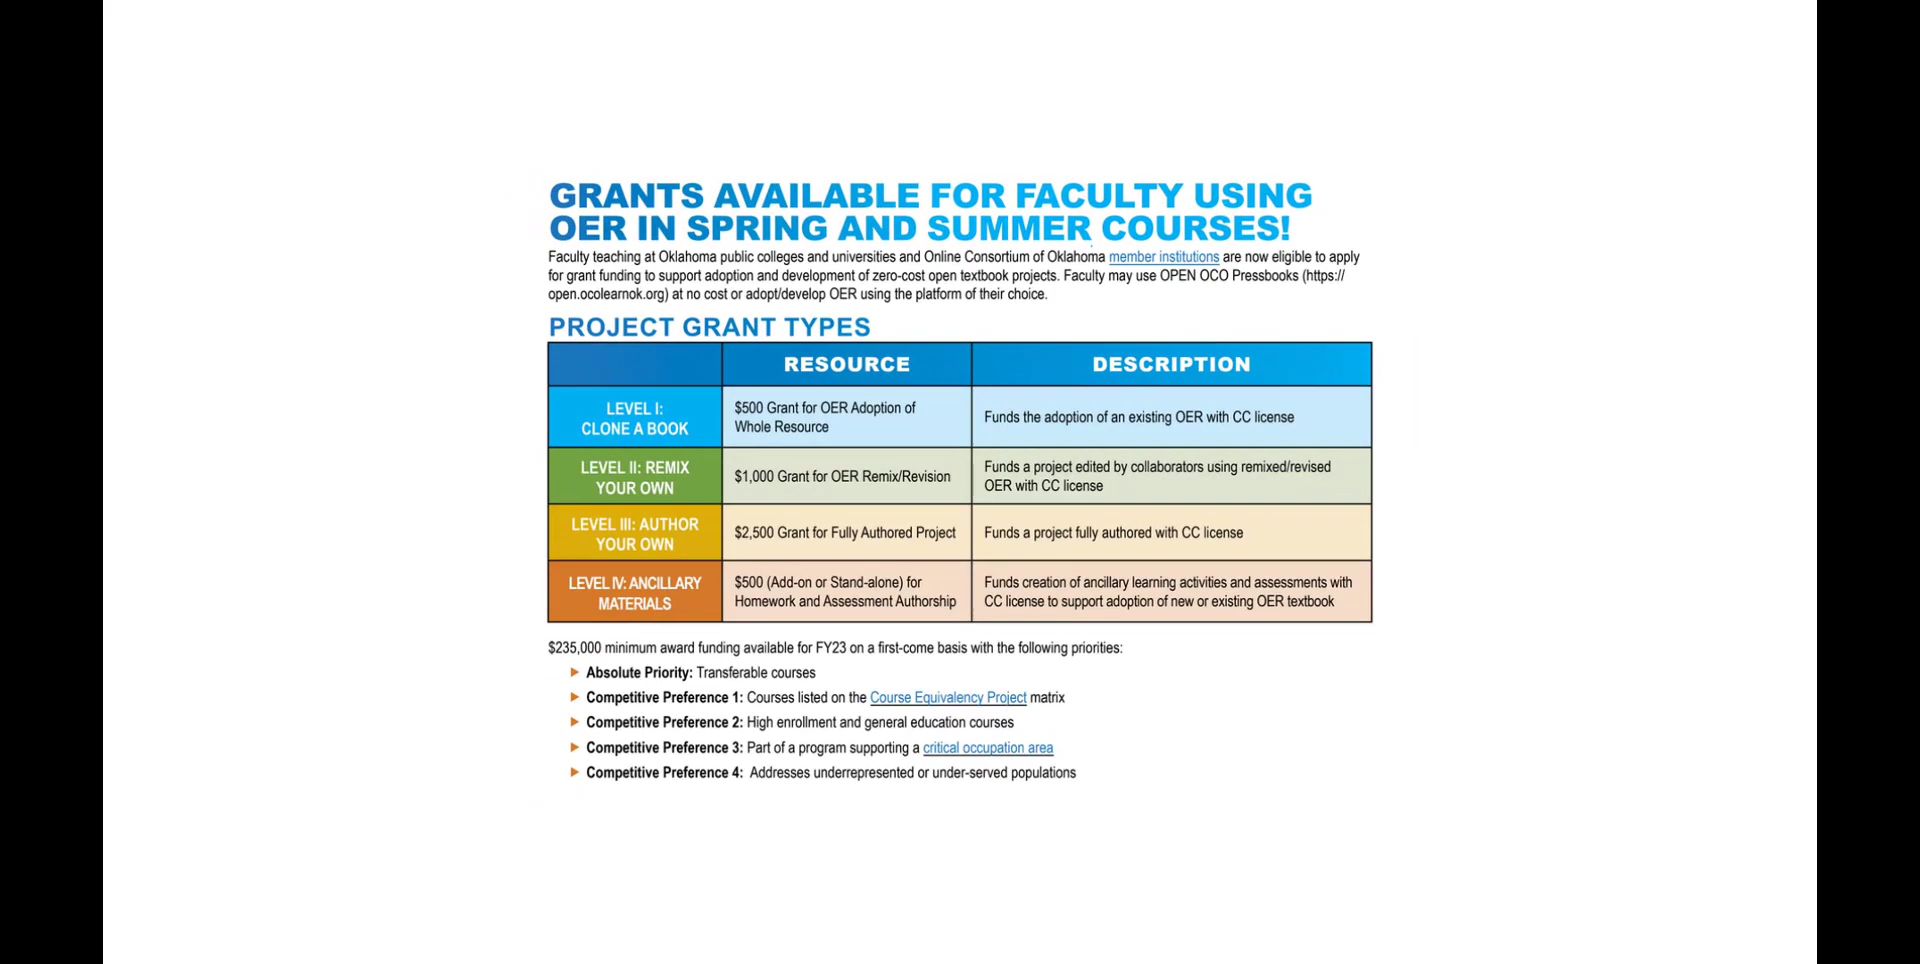 GRANTS AVAILABLE FOR FACULTY USING
OER IN SPRING AND SUMMER COURSES!
Faculty teaching at Oklahoma public colleges and universities and Online Consortium of Oklahoma member institutions are now eligible to apply
for grant funding to support adoption and development of zero-cost open textbook projects. Faculty may use OPEN OCO Pressbooks (https://
open.ocolearnok.org) at no cost or adopt/develop OER using the platform of their choice.
PROJECT GRANT TYPES
RESOURCE DESCRIPTION
LEVEL I:
CLONE A BOOK
$500 Grant for OER Adoption of
Whole Resource
Funds the adoption of an existing OER with CC license
LEVEL II: REMIX
YOUR OWN
$1,000 Grant for OER Remix/Revision
Funds a project edited by collaborators using remixed/revised
OER with CC license
LEVEL III: AUTHOR
YOUR OWN
$2,500 Grant for Fully Authored Project
Funds a project fully authored with CC license
LEVEL IV: ANCILLARY
MATERIALS
$500 (Add-on or Stand-alone) for
Homework and Assessment Authorship
Funds creation of ancillary learning activities and assessments with
CC license to support adoption of new or existing OER textbook
$235,000 minimum award funding available for FY23 on a first-come basis with the following priorities:
Absolute Priority: Transferable courses
Competitive Preference 1: Courses listed on the Course Equivalency Project matrix
Competitive Preference 2: High enrollment and general education courses
Competitive Preference 3: Part of a program supporting a critical occupation area
Competitive Preference 4: Addresses underrepresented or under-served populations